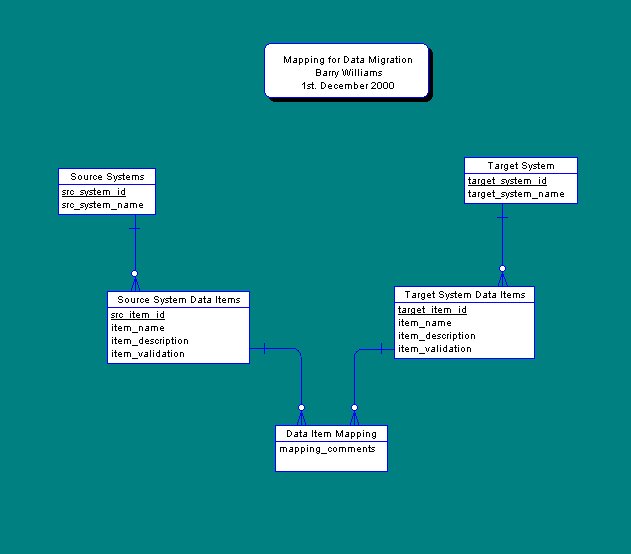 Mapping for Data Migration
Barry Williams
1st. December 2000
Source Systems
src_system_id
src_system_name
Target System
target_system_id
target_system_name
Source System Data Items
src_item_id
item_name
item_description
item_validation
Target System Data Items
target_item_id
item_name
item_description
item_validation
Data Item Mapping
mapping_comments